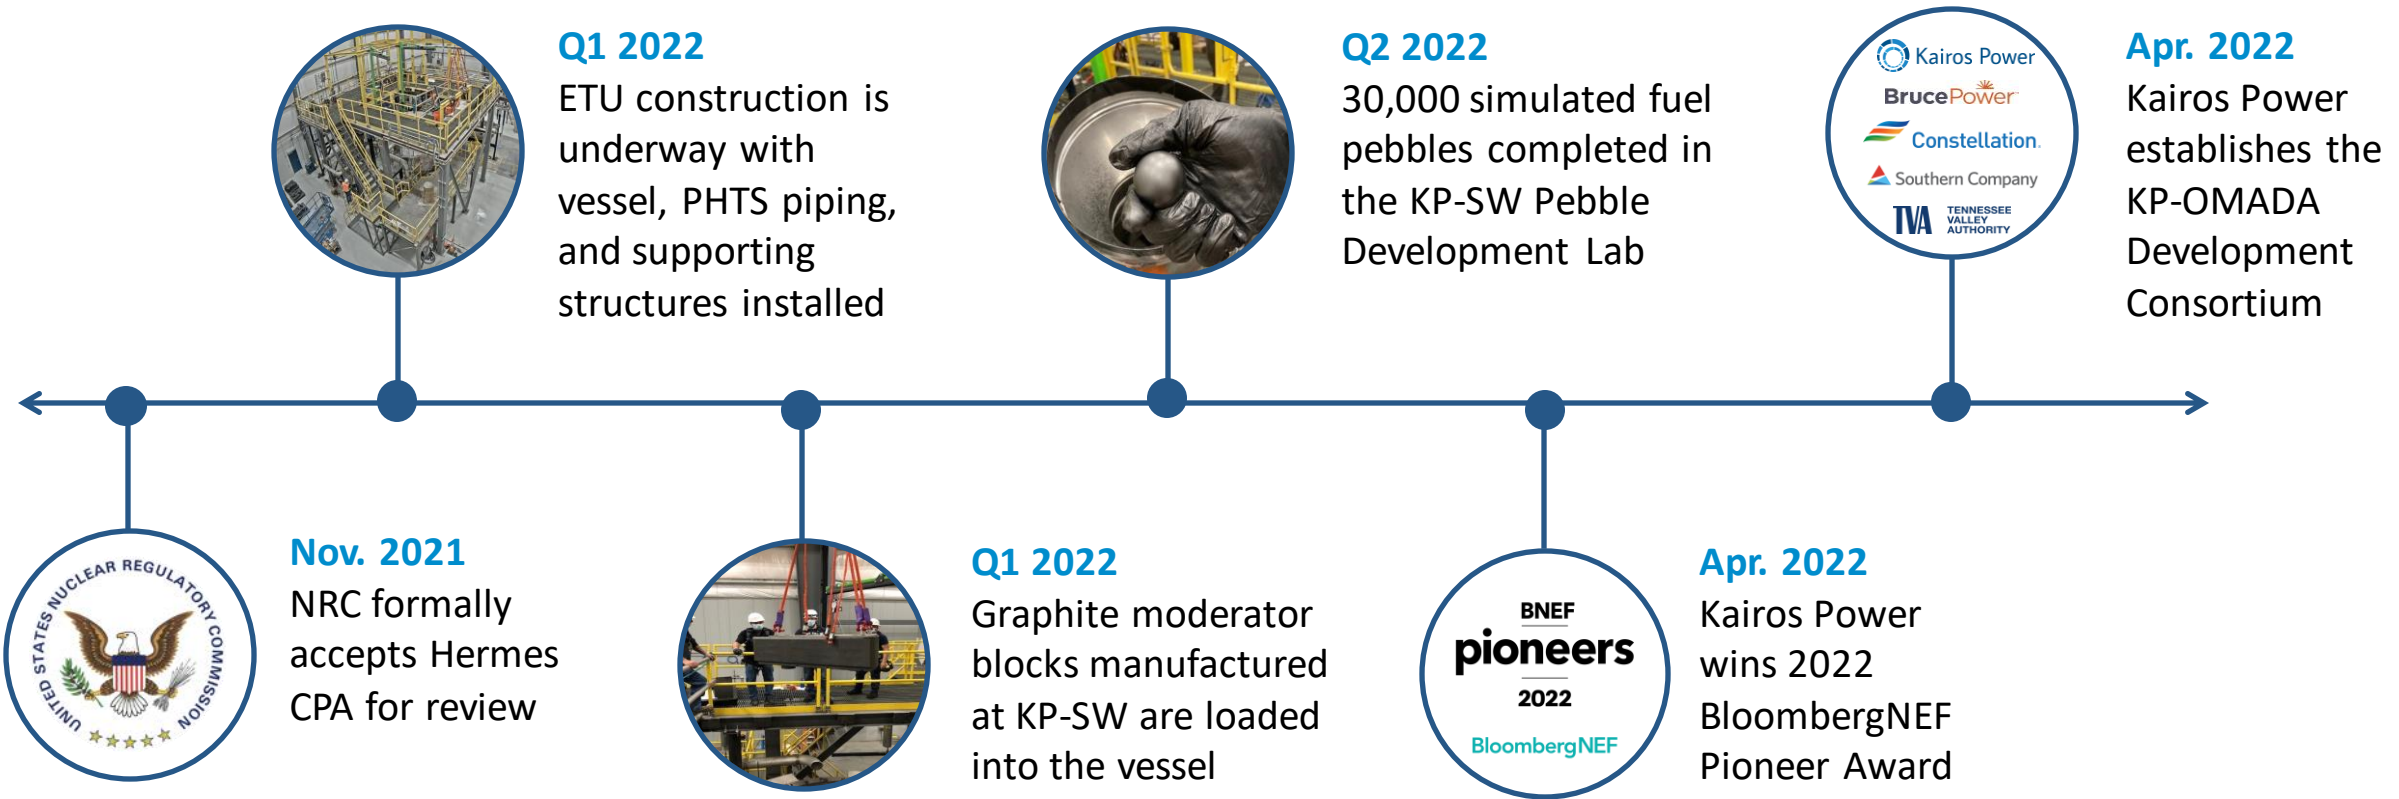 Q1 2022
ETU construction is
underway with
vessel, PHTS piping,
and supporting
structures installed
Q2 2022
30,000 simulated fuel
pebbles completed in
the KP-SW Pebble
Development Lab
Kairos Power
BrucePower
Constellation.
Southern Company
TVA
TENNESSEE
VALLEY
AUTHORITY
Apr. 2022
Kairos Power
establishes the
KP-OMADA
Development
Consortium
UNITED STATES NUCLEAR REGULATORY COMMISSION
Nov. 2021
NRC formally
accepts Hermes
CPA for review
Q1 2022
Graphite moderator
blocks manufactured
at KP-SW are loaded
into the vessel
BNEF
pioneers
2022
BloombergNEF
Apr. 2022
Kairos Power
wins 2022
BloombergNEF
Pioneer Award